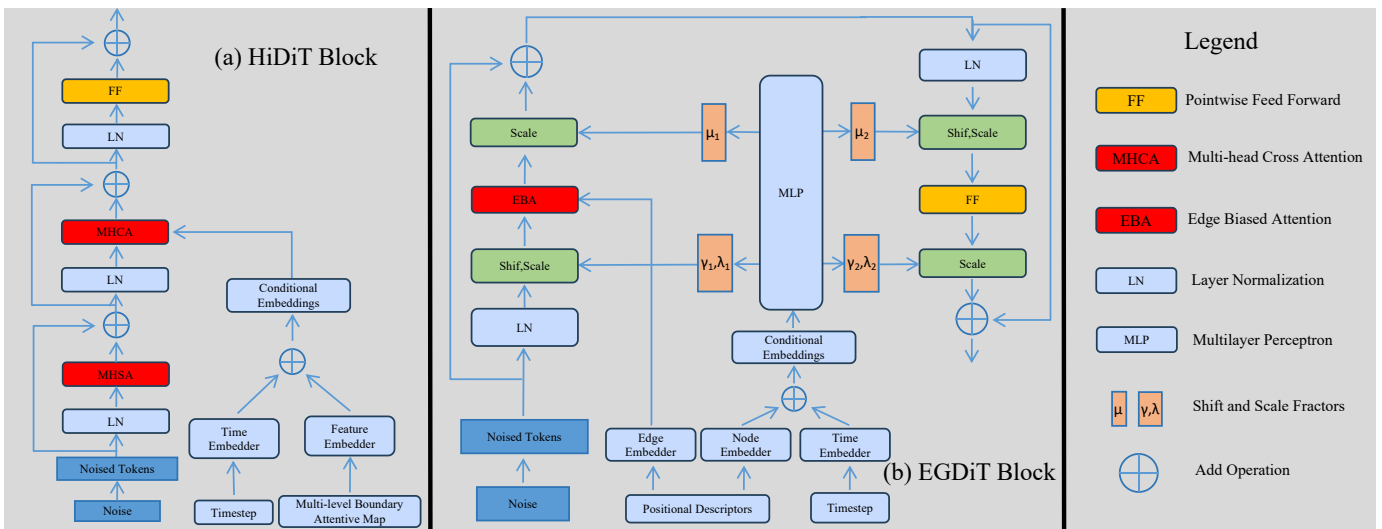 (a) HiDiT Block
FF
LN
MHCA
LN
MHSA
LN
Noised Tokens
Noise
Conditional
Embeddings
Time
Embedder
Feature
Embedder
Timestep
Multi-level Boundary
Attentive Map
Scale
EBA
Shif,Scale
LN
Noised Tokens
Noise
μ₁
γ₁,λ₁
MLP
μ₂
γ₂,λ₂
Conditional
Embeddings
Edge
Embedder
Node
Embedder
Time
Embedder
Positional Descriptors
Timestep
LN
Shif,Scale
FF
Scale
(b) EGDiT Block
Legend
FF Pointwise Feed Forward
MHCA Multi-head Cross Attention
EBA Edge Biased Attention
LN Layer Normalization
MLP Multilayer Perceptron
μ γ,λ Shift and Scale Fractors
Add Operation